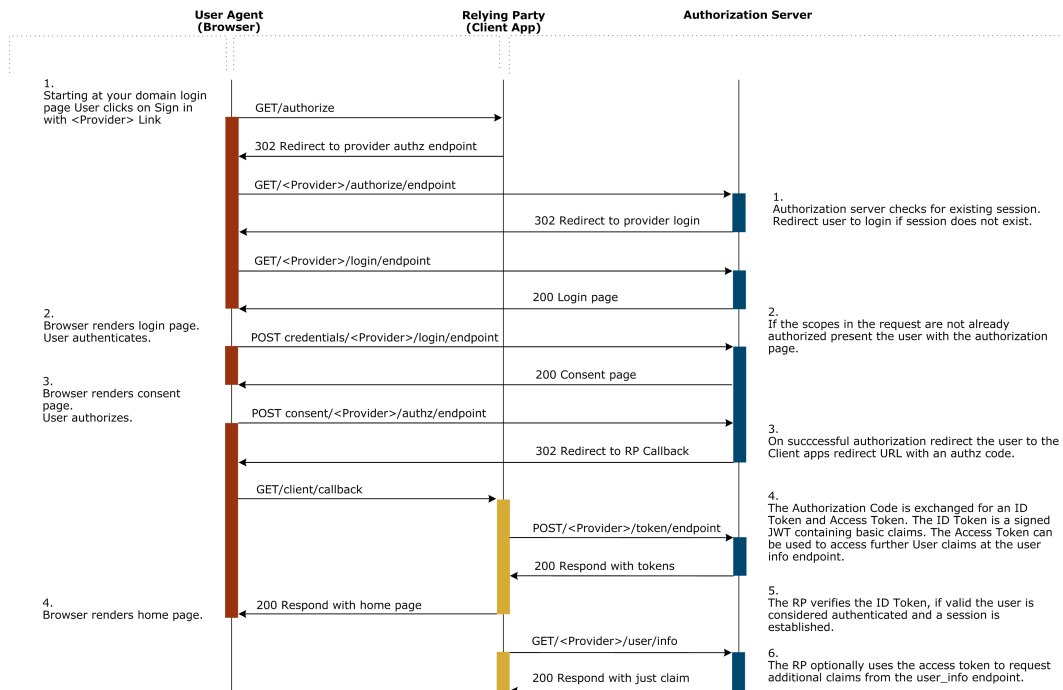 User Agent
(Browser)
Relying Party
(Client App)
Authorization Server
1.
Starting at your domain login
page User clicks on Sign in
with <Provider> Link
GET/authorize
302 Redirect to provider authz endpoint
GET/<Provider>/authorize/endpoint
1.
Authorization server checks for existing session.
Redirect user to login if session does not exist.
302 Redirect to provider login
GET/<Provider>/login/endpoint
200 Login page
2.
Browser renders login page.
User authenticates.
2.
If the scopes in the request are not already
authorized present the user with the authorization
page.
POST credentials/<Provider>/login/endpoint
200 Consent page
3.
Browser renders consent
page.
User authorizes.
POST consent/<Provider>/authz/endpoint
3.
On succcessful authorization redirect the user to the
Client apps redirect URL with an authz code.
302 Redirect to RP Callback
GET/client/callback
4.
The Authorization Code is exchanged for an ID
Token and Access Token. The ID Token is a signed
JWT containing basic claims. The Access Token can
be used to access further User claims at the user
info endpoint.
POST/<Provider>/token/endpoint
200 Respond with tokens
4.
Browser renders home page.
200 Respond with home page
5.
The RP verifies the ID Token, if valid the user is
considered authenticated and a session is
established.
GET/<Provider>/user/info
6.
The RP optionally uses the access token to request
additional claims from the user_info endpoint.
200 Respond with just claim